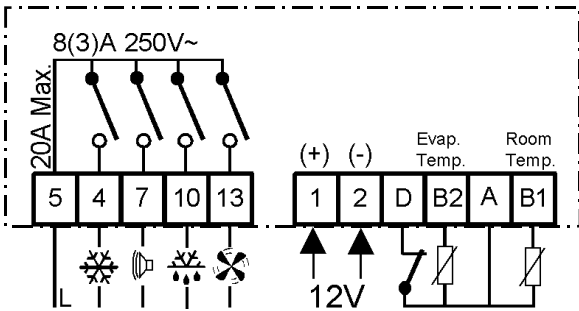 8(3)A 250V~
20A Max.
(+) (-)
Evap. Temp.
Room Temp.
5 4 7 10 13
1 2 D B2 A B1
L
12V